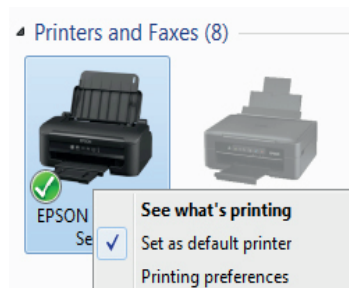 Printers and Faxes (8)
EPSON
See what's printing
Se
Set as default printer
Printing preferences